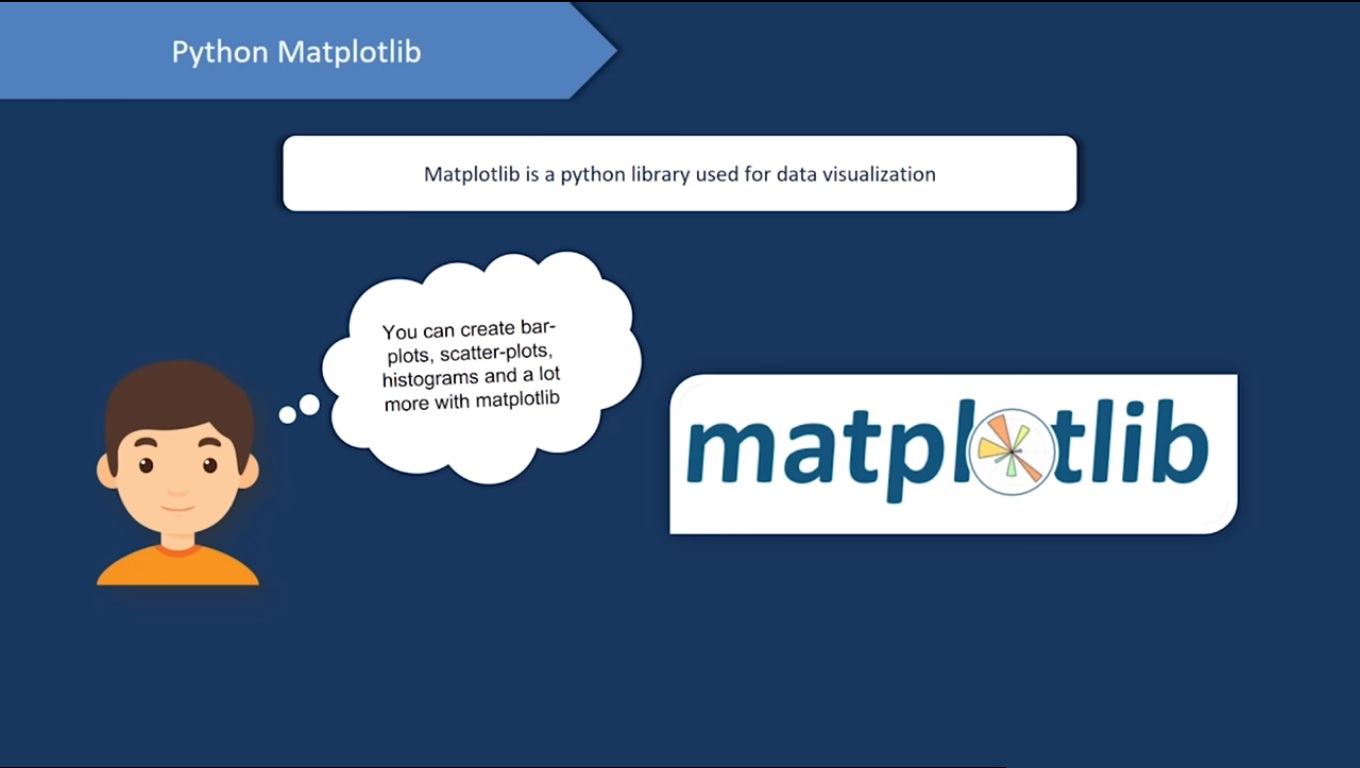 Python Matplotlib
Matplotlib is a python library used for data visualization
You can create bar-
plots, scatter-plots,
histograms and a lot
more with matplotlib
matplotlib